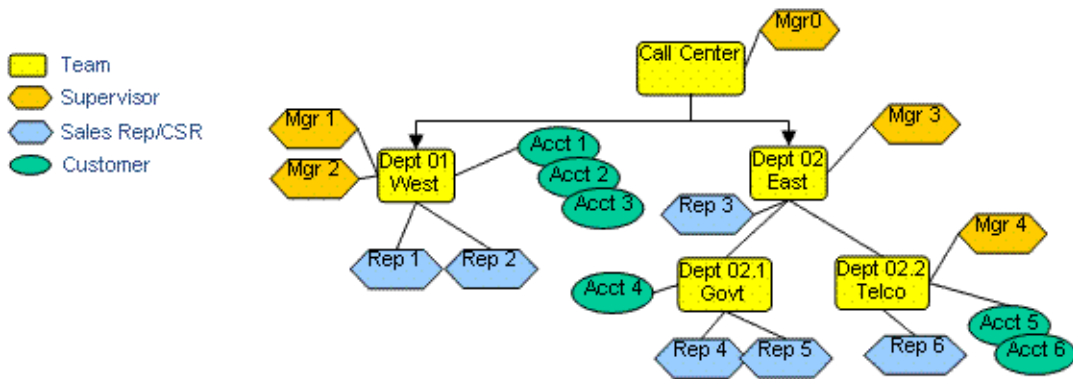 Team
Supervisor
Sales Rep/CSR
Customer
Mgr0
Call Center
Mgr 1
Mgr 2
Dept 01
West
Acct 1
Acct 2
Acct 3
Rep 1
Rep 2
Mgr 3
Dept 02
East
Rep 3
Mgr 4
Dept 02.1
Govt
Acct 4
Rep 4
Rep 5
Dept 02.2
Telco
Rep 6
Acct 5
Acct 6